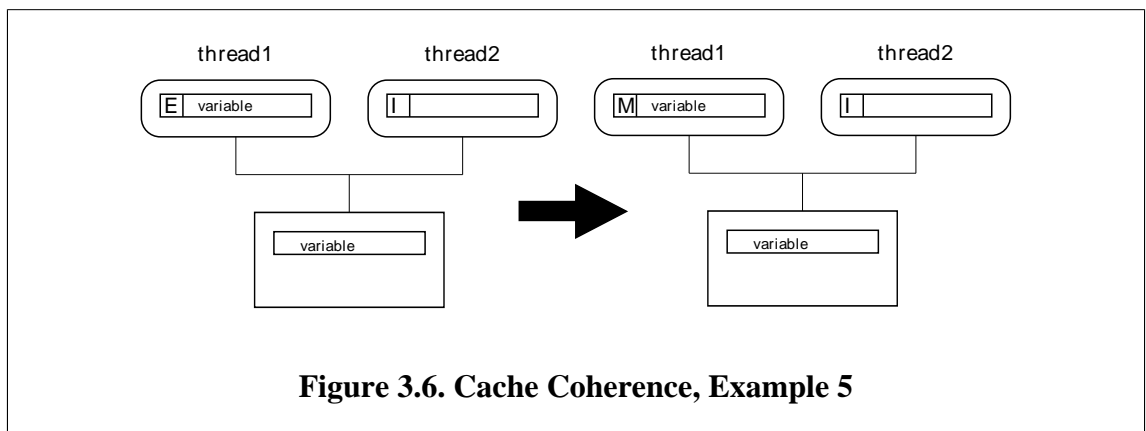 thread1 thread2 thread1 thread2
E variable I M variable I
variable variable
Figure 3.6. Cache Coherence, Example 5